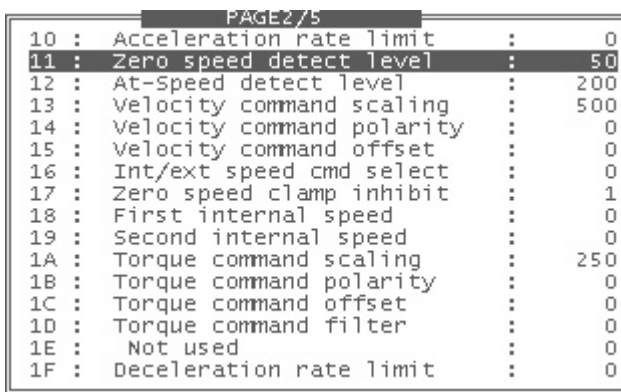 PAGE2/5
10 : Acceleration rate limit : 0
11 : Zero speed detect level : 50
12 : At-Speed detect level : 200
13 : Velocity command scaling : 500
14 : Velocity command polarity : 0
15 : Velocity command offset : 0
16 : Int/ext speed cmd select : 0
17 : Zero speed clamp inhibit : 1
18 : First internal speed : 0
19 : Second internal speed : 0
1A : Torque command scaling : 250
1B : Torque command polarity : 0
1C : Torque command offset : 0
1D : Torque command filter : 0
1E : Not used : 0
1F : Deceleration rate limit : 0